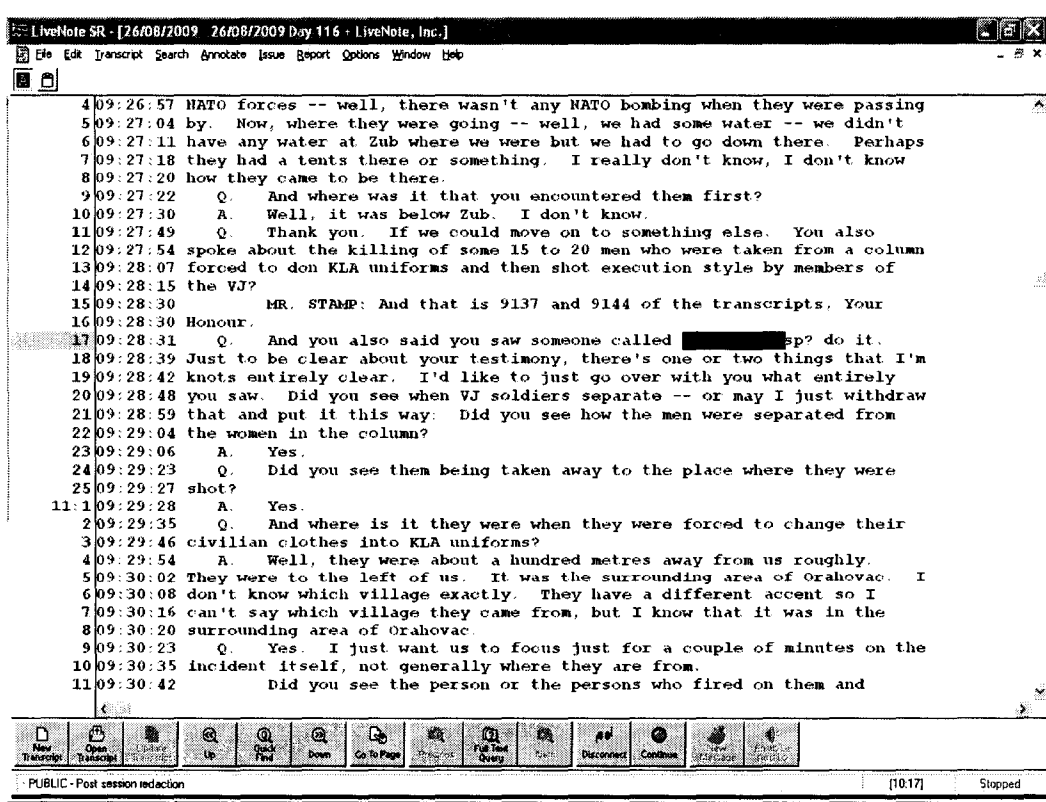 LiveNote SR - [26/08/2009 26/08/2009 Day 116 + LiveNote, Inc.]
File Edit Transcript Search Annotate Issue Report Options Window Help
4 09:26:57 NATO forces -- well, there wasn't any NATO bombing when they were passing
5 09:27:04 by. Now, where they were going -- well, we had some water -- we didn't
6 09:27:11 have any water at Zub where we were but we had to go down there. Perhaps
7 09:27:18 they had a tents there or something. I really don't know, I don't know
8 09:27:20 how they came to be there.
9 09:27:22 Q. And where was it that you encountered them first?
10 09:27:30 A. Well, it was below Zub. I don't know.
11 09:27:49 Q. Thank you. If we could move on to something else. You also
12 09:27:54 spoke about the killing of some 15 to 20 men who were taken from a column
13 09:28:07 forced to don KLA uniforms and then shot execution style by members of
14 09:28:15 the VJ?
15 09:28:30 MR. STAMP: And that is 9137 and 9144 of the transcripts, Your
16 09:28:30 Honour.
17 09:28:31 Q. And you also said you saw someone called sp? do it.
18 09:28:39 Just to be clear about your testimony, there's one or two things that I'm
19 09:28:42 knots entirely clear. I'd like to just go over with you what entirely
20 09:28:48 you saw. Did you see when VJ soldiers separate -- or may I just withdraw
21 09:28:59 that and put it this way: Did you see how the men were separated from
22 09:29:04 the women in the column?
23 09:29:06 A. Yes.
24 09:29:23 Q. Did you see them being taken away to the place where they were
25 09:29:27 shot?
11:1 09:29:28 A. Yes.
2 09:29:35 Q. And where is it they were when they were forced to change their
3 09:29:46 civilian clothes into KLA uniforms?
4 09:29:54 A. Well, they were about a hundred metres away from us roughly.
5 09:30:02 They were to the left of us. It was the surrounding area of Orahovac. I
6 09:30:08 don't know which village exactly. They have a different accent so I
7 09:30:16 can't say which village they came from, but I know that it was in the
8 09:30:20 surrounding area of Orahovac.
9 09:30:23 Q. Yes. I just want us to focus just for a couple of minutes on the
10 09:30:35 incident itself, not generally where they are from.
11 09:30:42 Did you see the person or the persons who fired on them and
New Transcript Open Transcript Update Transcript Up Quick Find Down Go To Page Previous Full Text Query Next Disconnect Continue New Message
PUBLIC - Post session redaction [10:17] Stopped